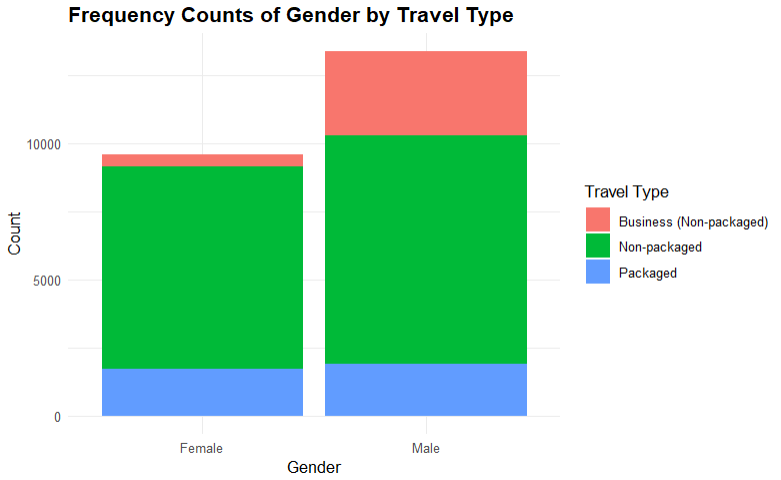 Frequency Counts of Gender by Travel Type
Count
10000
5000
0
Female
Male
Gender
Travel Type
Business (Non-packaged)
Non-packaged
Packaged